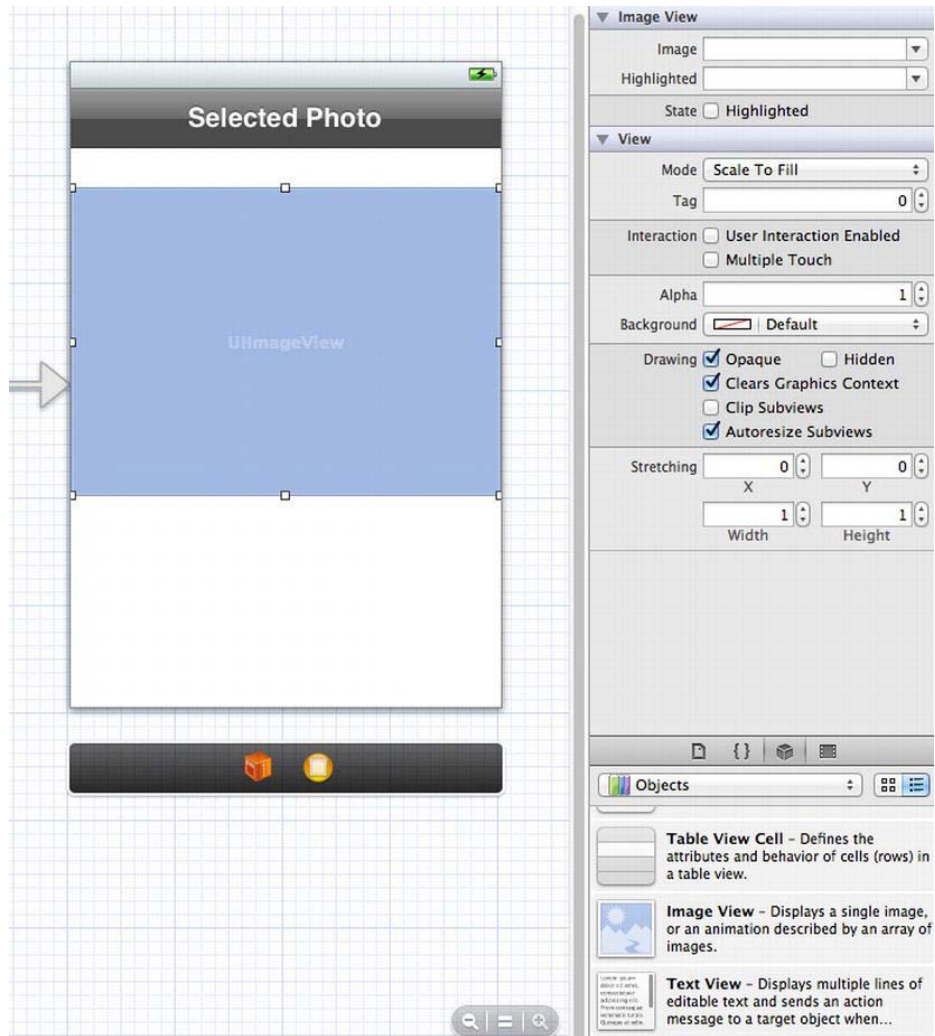 Selected Photo
UIImageView
Image View
Image
Highlighted
State Highlighted
View
Mode Scale To Fill
Tag 0
Interaction User Interaction Enabled
Multiple Touch
Alpha 1
Background Default
Drawing Opaque Hidden
Clears Graphics Context
Clip Subviews
Autoresize Subviews
Stretching 0 0
X Y
1 1
Width Height
{}
Objects
Table View Cell – Defines the
attributes and behavior of cells (rows) in
a table view.
Image View – Displays a single image,
or an animation described by an array of
images.
Text View – Displays multiple lines of
editable text and sends an action
message to a target object when...